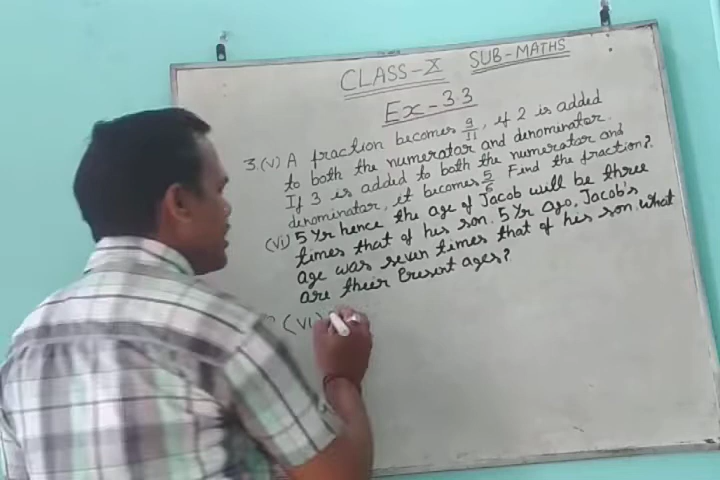 CLASS-X SUB-MATHS
Ex-3.3
3.(v) A fraction becomes 9/11, if 2 is added
to both the numerator and denominator.
If 3 is added to both the numerator and
denominator, it becomes 5/6 Find the fraction?.
(vi) 5 Yr hence the age of Jacob will be three
times that of his son. 5 Yr ago, Jacob's
age was seven times that of his son. What
are their Present ages?
(VI)